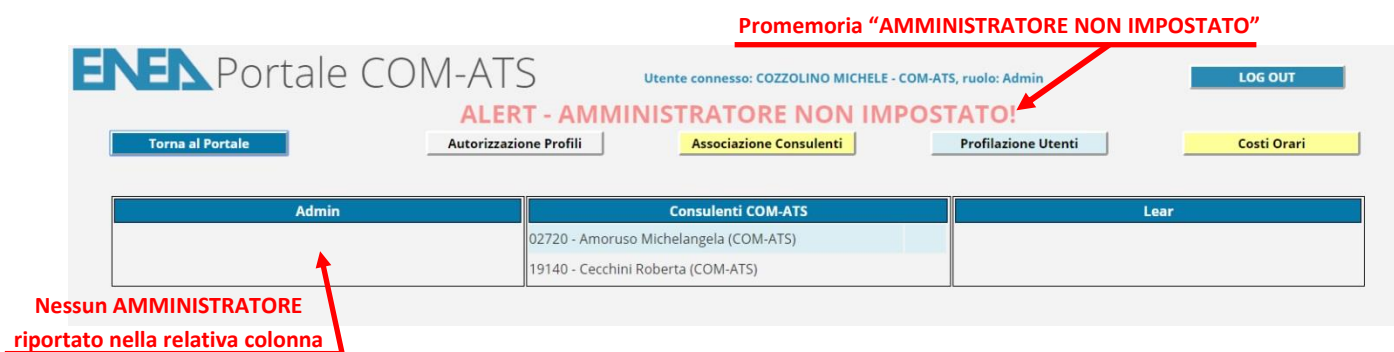 Promemoria “AMMINISTRATORE NON IMPOSTATO”
ENEA Portale COM-ATS
Utente connesso: COZZOLINO MICHELE - COM-ATS, ruolo: Admin
LOG OUT
ALERT - AMMINISTRATORE NON IMPOSTATO!
Torna al Portale
Autorizzazione Profili
Associazione Consulenti
Profilazione Utenti
Costi Orari
Admin
Consulenti COM-ATS
Lear
02720 - Amoruso Michelangela (COM-ATS)
19140 - Cecchini Roberta (COM-ATS)
Nessun AMMINISTRATORE
riportato nella relativa colonna